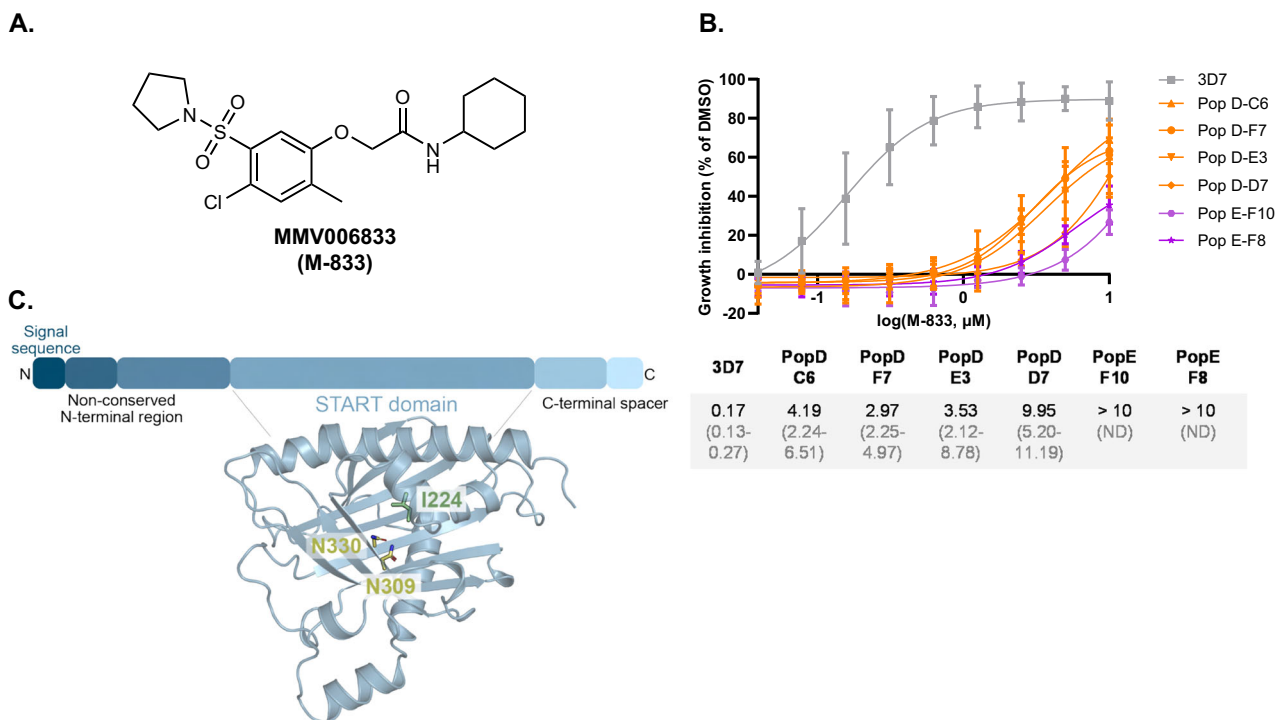 A.
N
S
O
O
Cl
O
O
N
H
MMV006833
(M-833)
B.
Growth inhibition (% of DMSO)
100
80
60
40
20
0
-20
-1
0
1
log(M-833, µM)
3D7
Pop D-C6
Pop D-F7
Pop D-E3
Pop D-D7
Pop E-F10
Pop E-F8
3D7 PopD C6 PopD F7 PopD E3 PopD D7 PopE F10 PopE F8
0.17 4.19 2.97 3.53 9.95 > 10 > 10
(0.13- (2.24- (2.25- (2.12- (5.20- (ND) (ND)
0.27) 6.51) 4.97) 8.78) 11.19)
C.
Signal
sequence
N
C
Non-conserved
N-terminal region
START domain
C-terminal spacer
I224
N330
N309